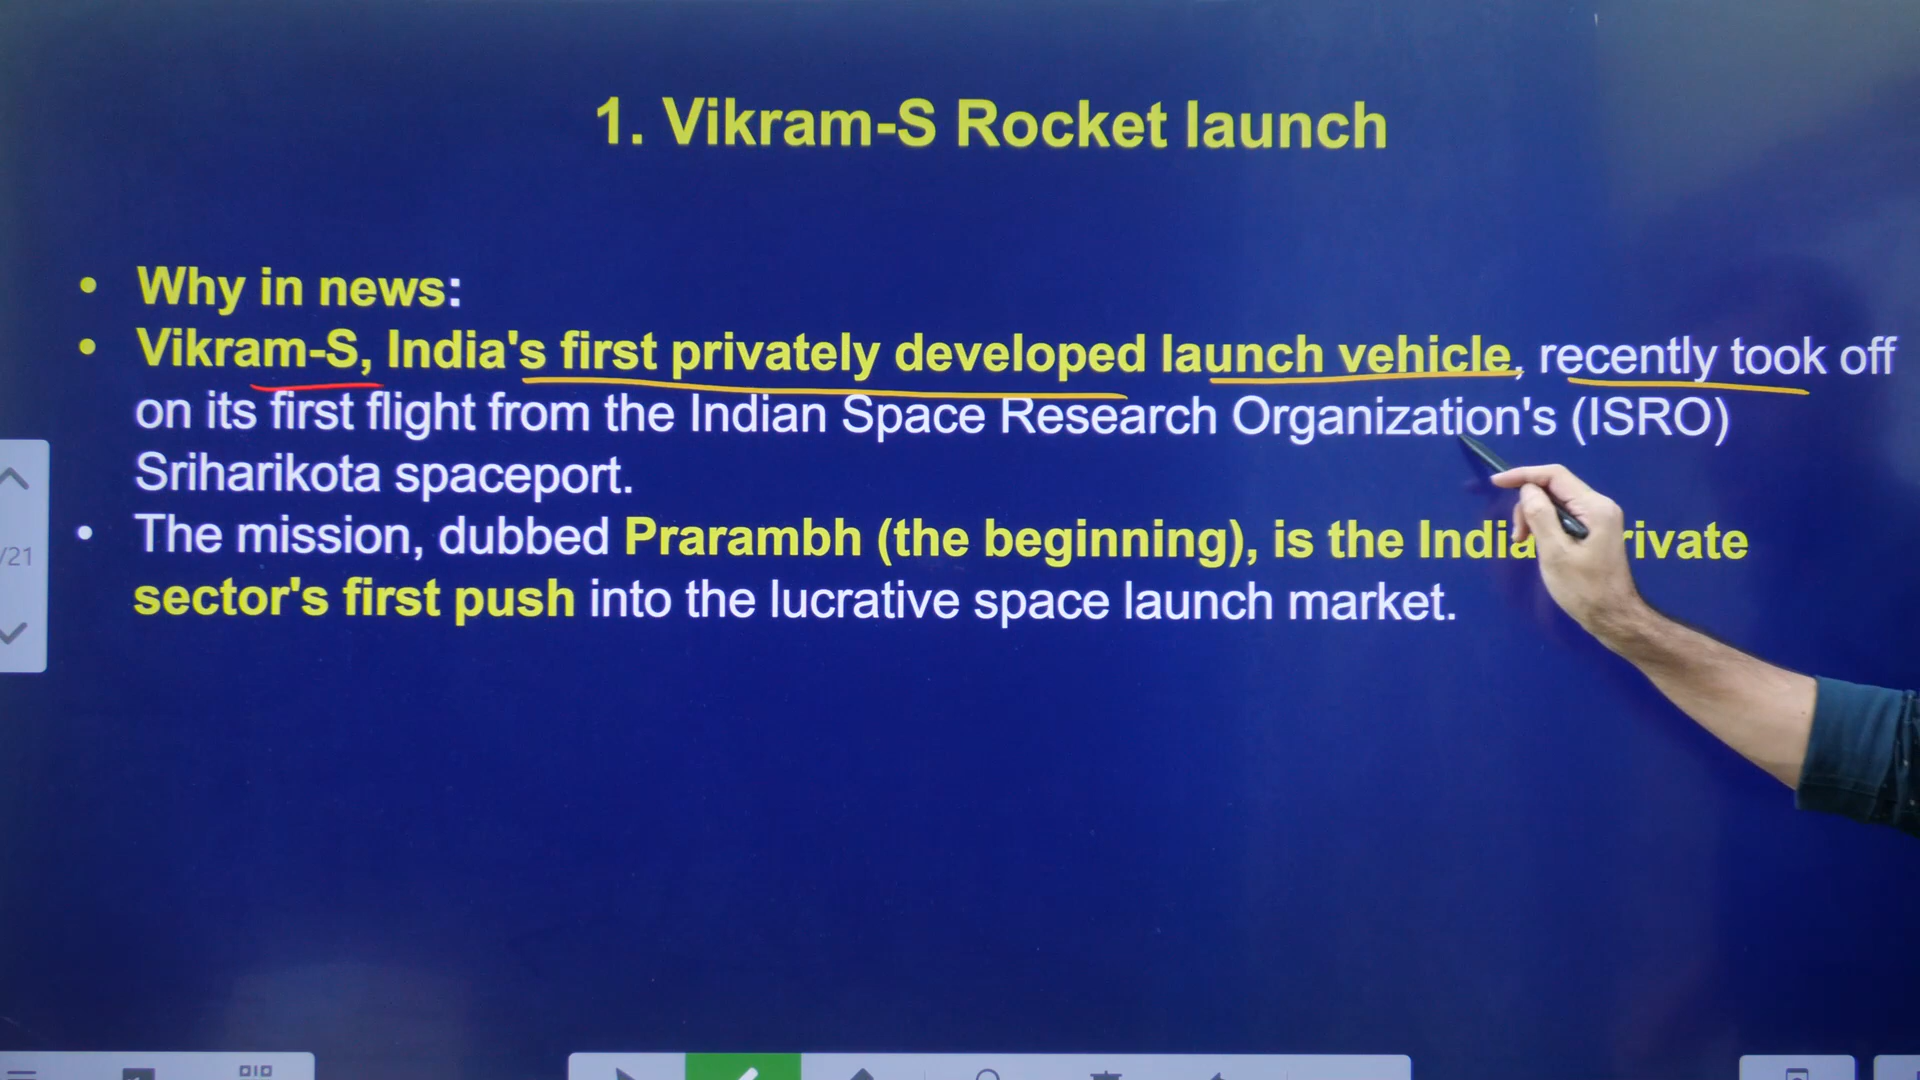 1. Vikram-S Rocket launch
• Why in news:
• Vikram-S, India's first privately developed launch vehicle, recently took off
on its first flight from the Indian Space Research Organization's (ISRO)
Sriharikota spaceport.
• The mission, dubbed Prarambh (the beginning), is the
sector's first push into the lucrative space launch market.
/21